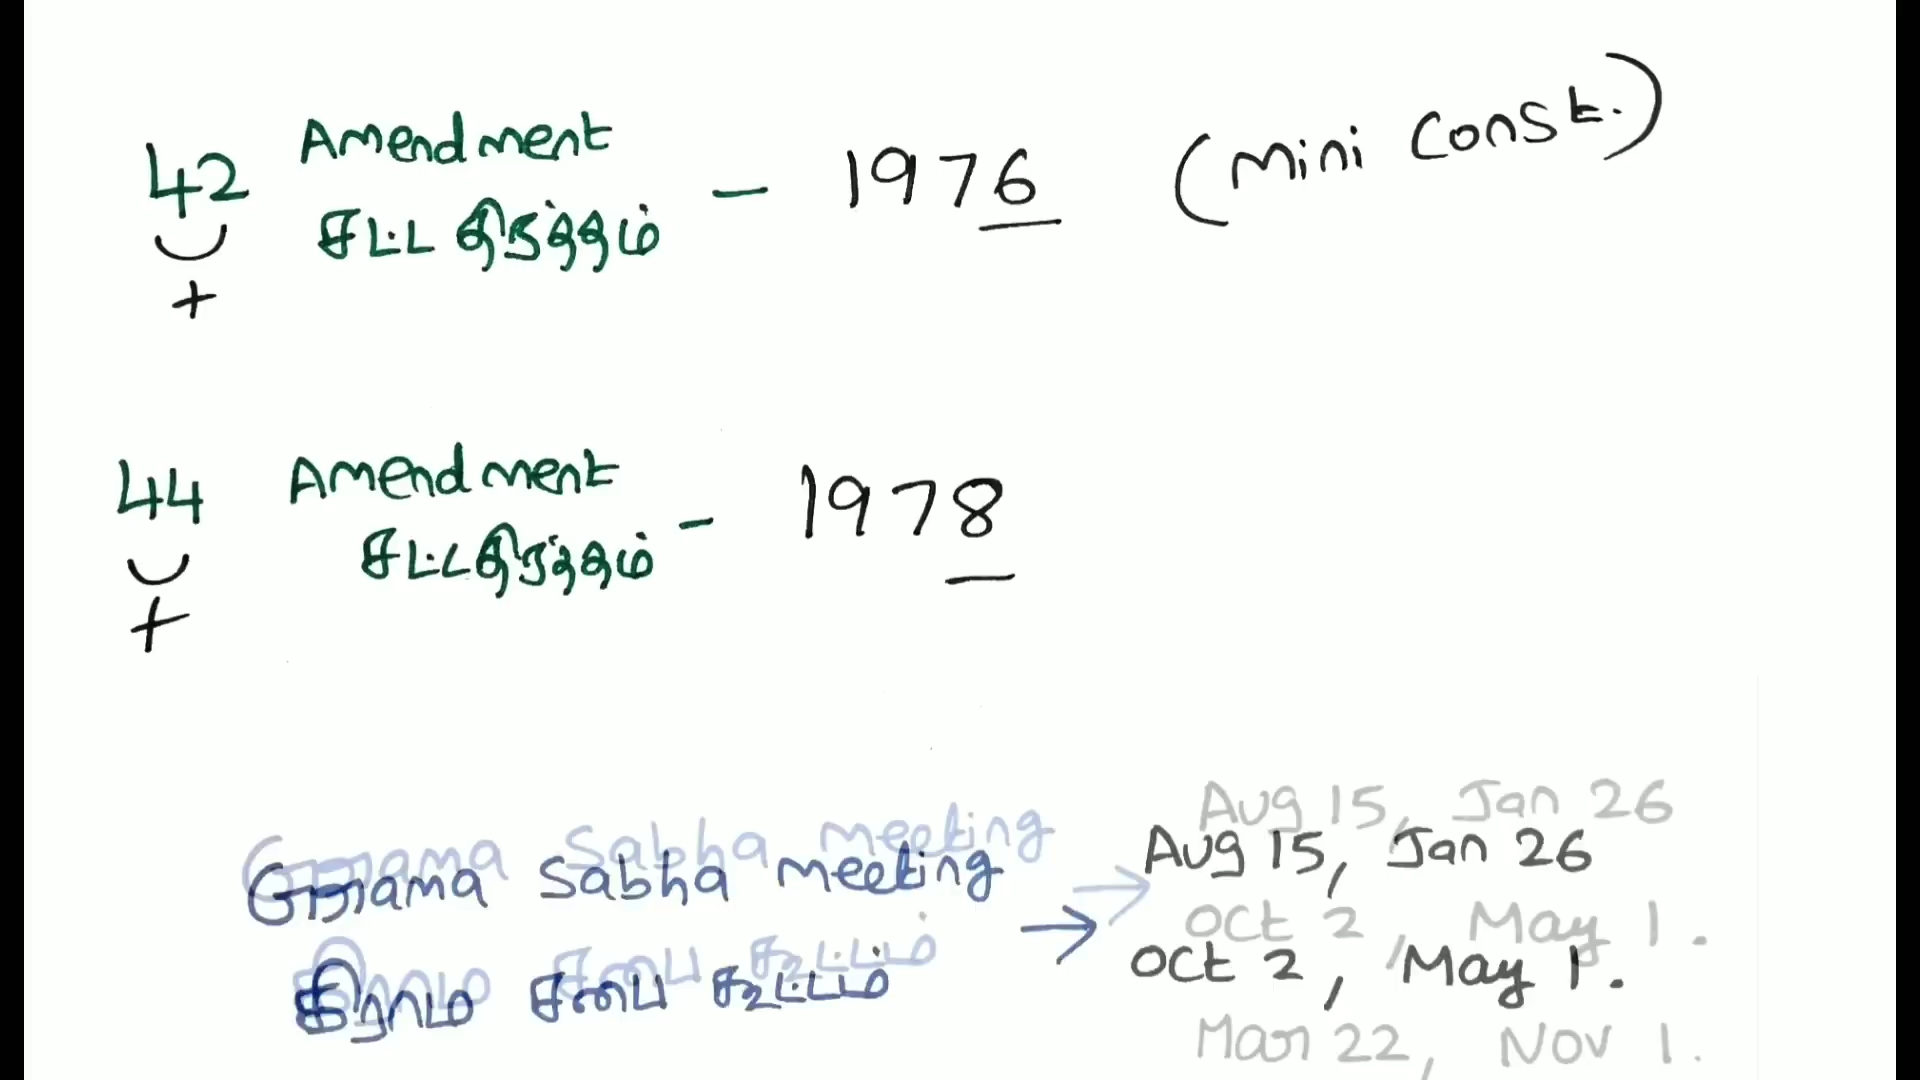 42 Amendment - 1976 (Mini Const.)
சட்ட திருத்தம்
+
44 Amendment - 1978
சட்டதிருத்தம்
+
Grama Sabha meeting → Aug 15, Jan 26
கிராம சபை கூட்டம் Oct 2, May 1.
Mar 22, Nov 1.